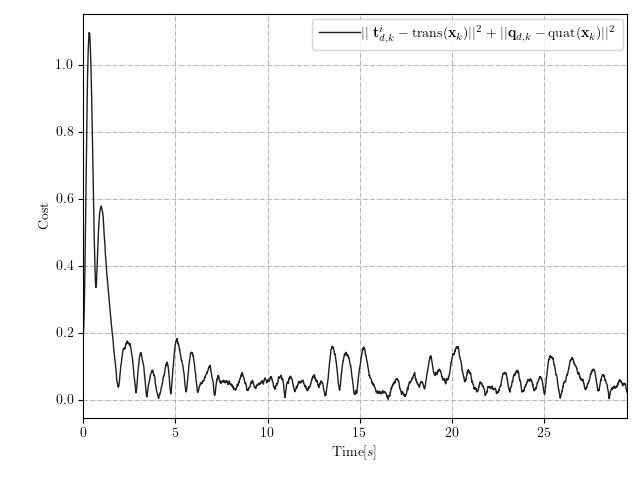 || t^i_{d,k} − trans(x_k)||² + ||q_{d,k} − quat(x_k)||²
1.0
0.8
0.6
0.4
0.2
0.0
Cost
0 5 10 15 20 25
Time[s]